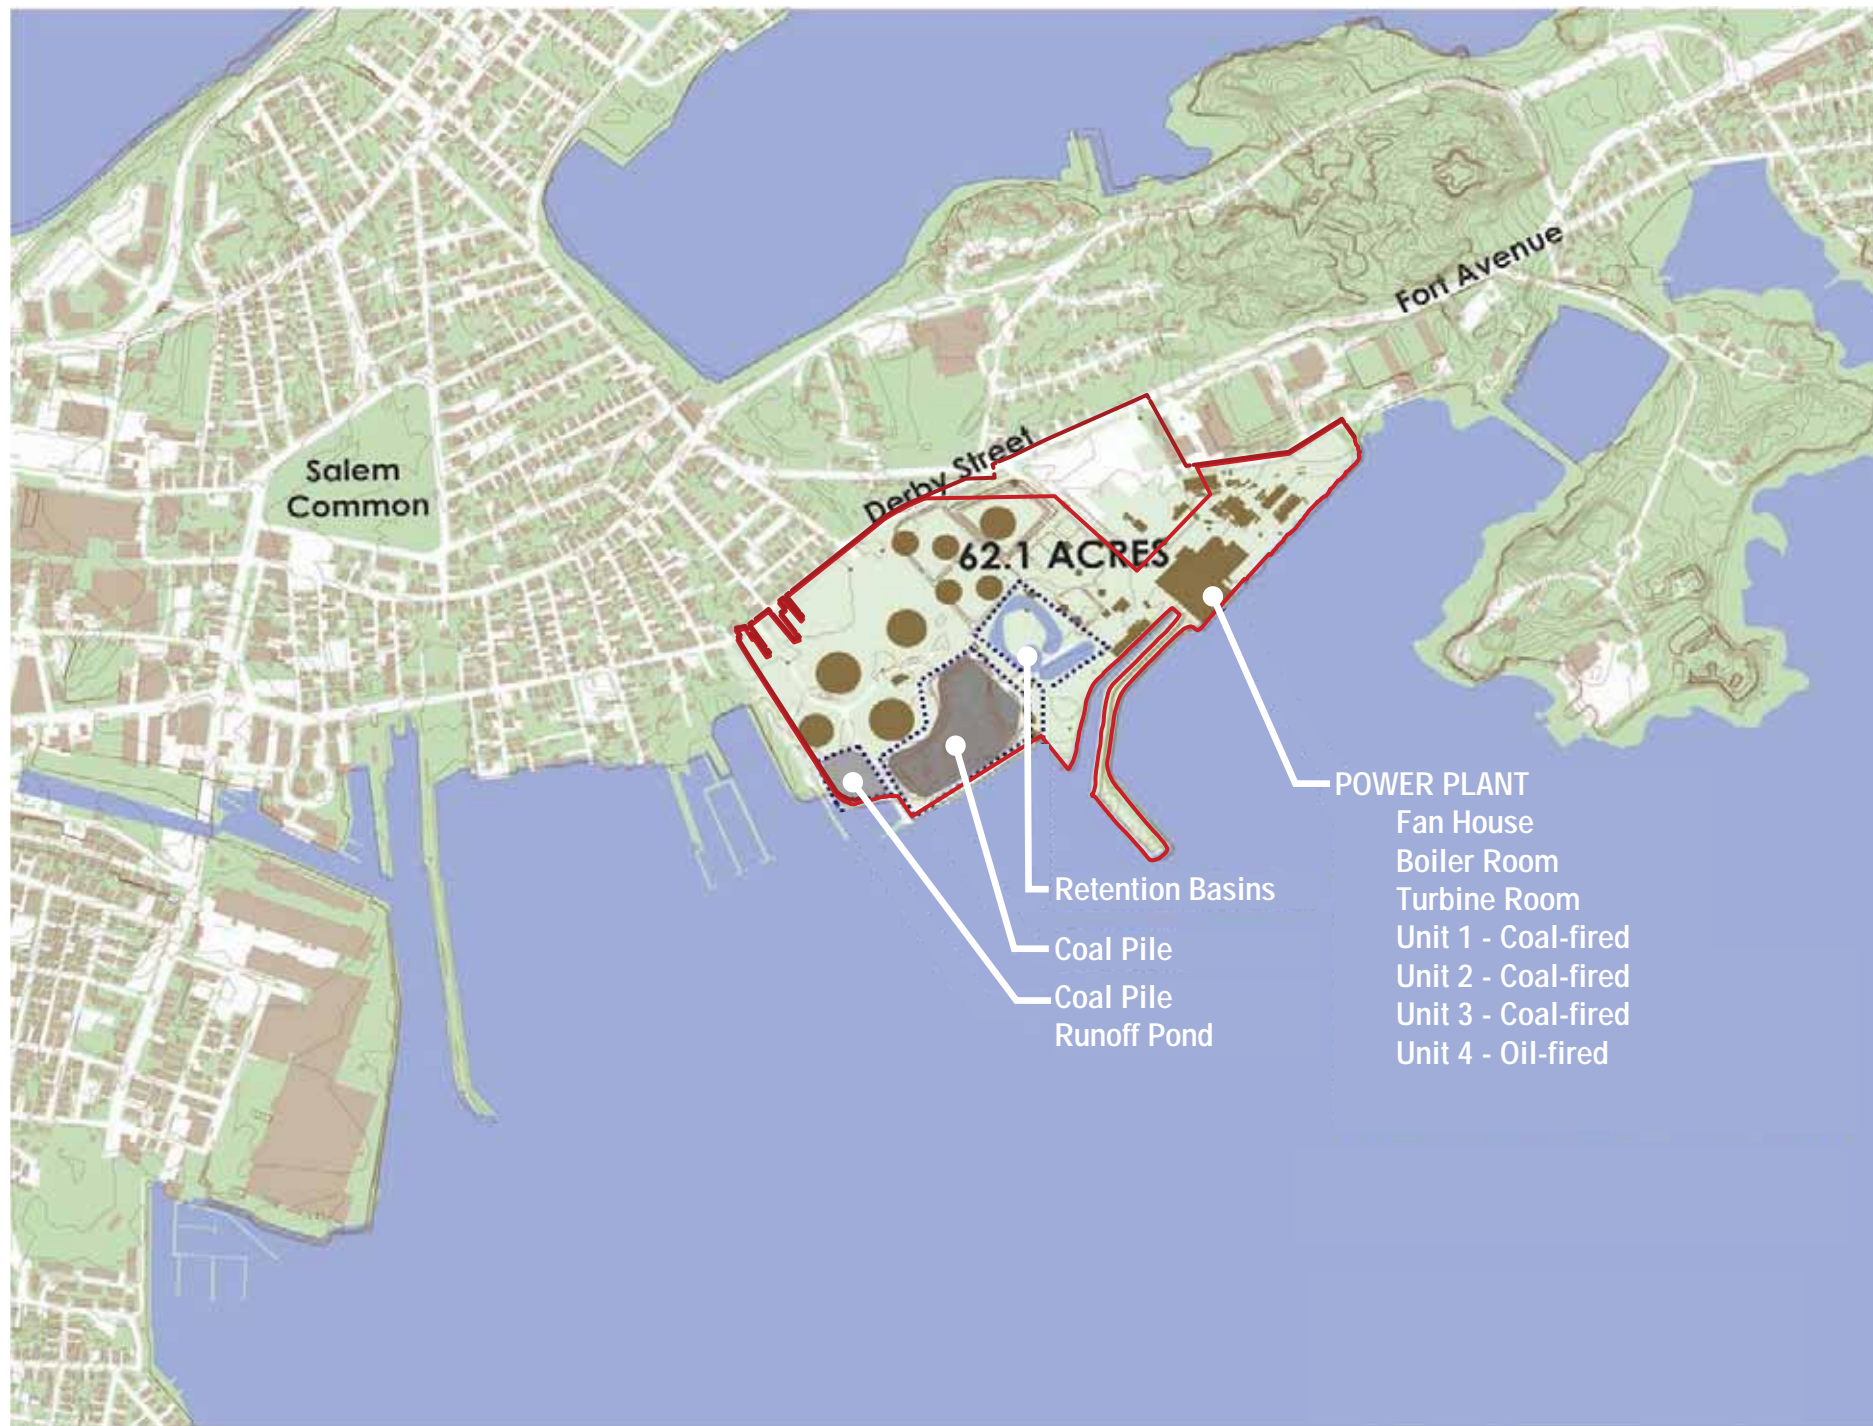 Fort Avenue
Derby Street
Salem
Common
62.1 ACRES
POWER PLANT
Fan House
Boiler Room
Turbine Room
Unit 1 - Coal-fired
Unit 2 - Coal-fired
Unit 3 - Coal-fired
Unit 4 - Oil-fired
Retention Basins
Coal Pile
Coal Pile
Runoff Pond